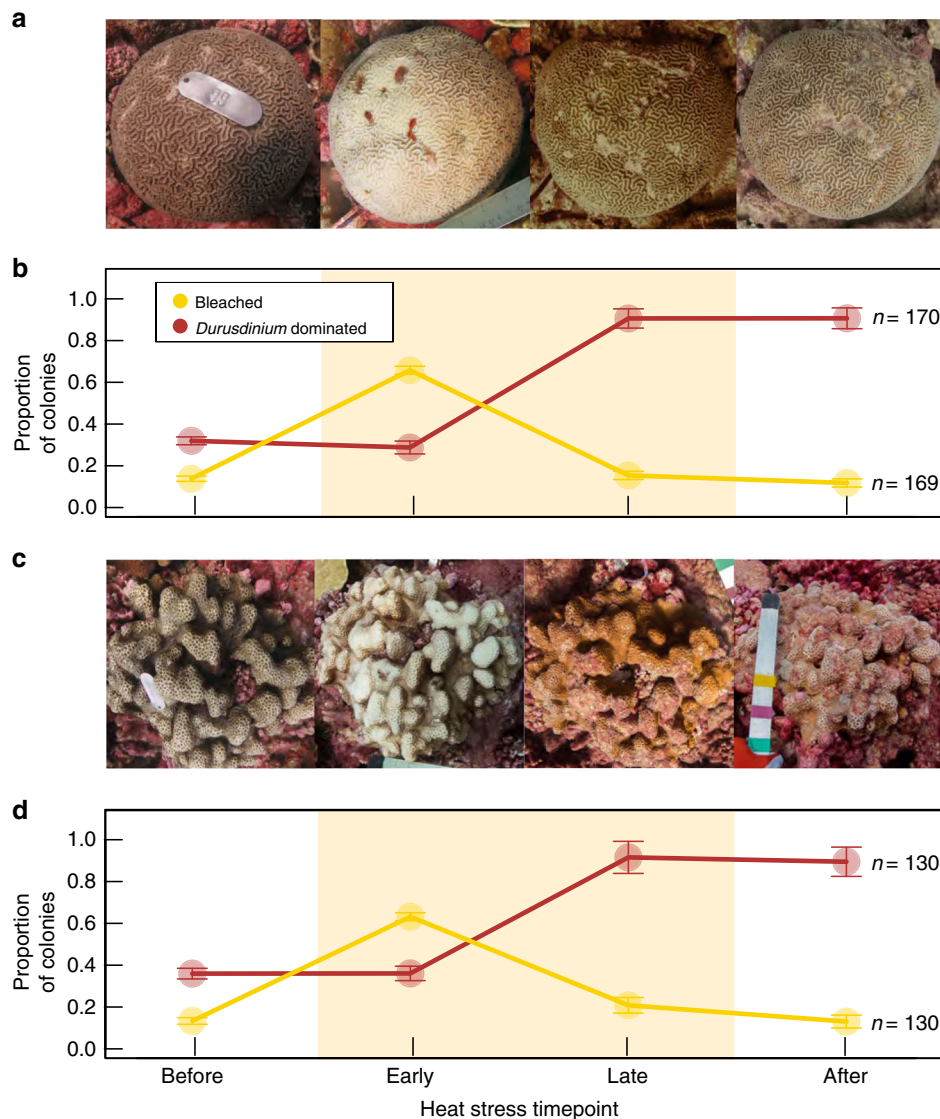 a
b
1.0
0.8
0.6
0.4
0.2
0.0
Proportion
of colonies
Bleached
Durusdinium dominated
n = 170
n = 169
c
d
1.0
0.8
0.6
0.4
0.2
0.0
Proportion
of colonies
n = 130
n = 130
Before
Early
Late
After
Heat stress timepoint